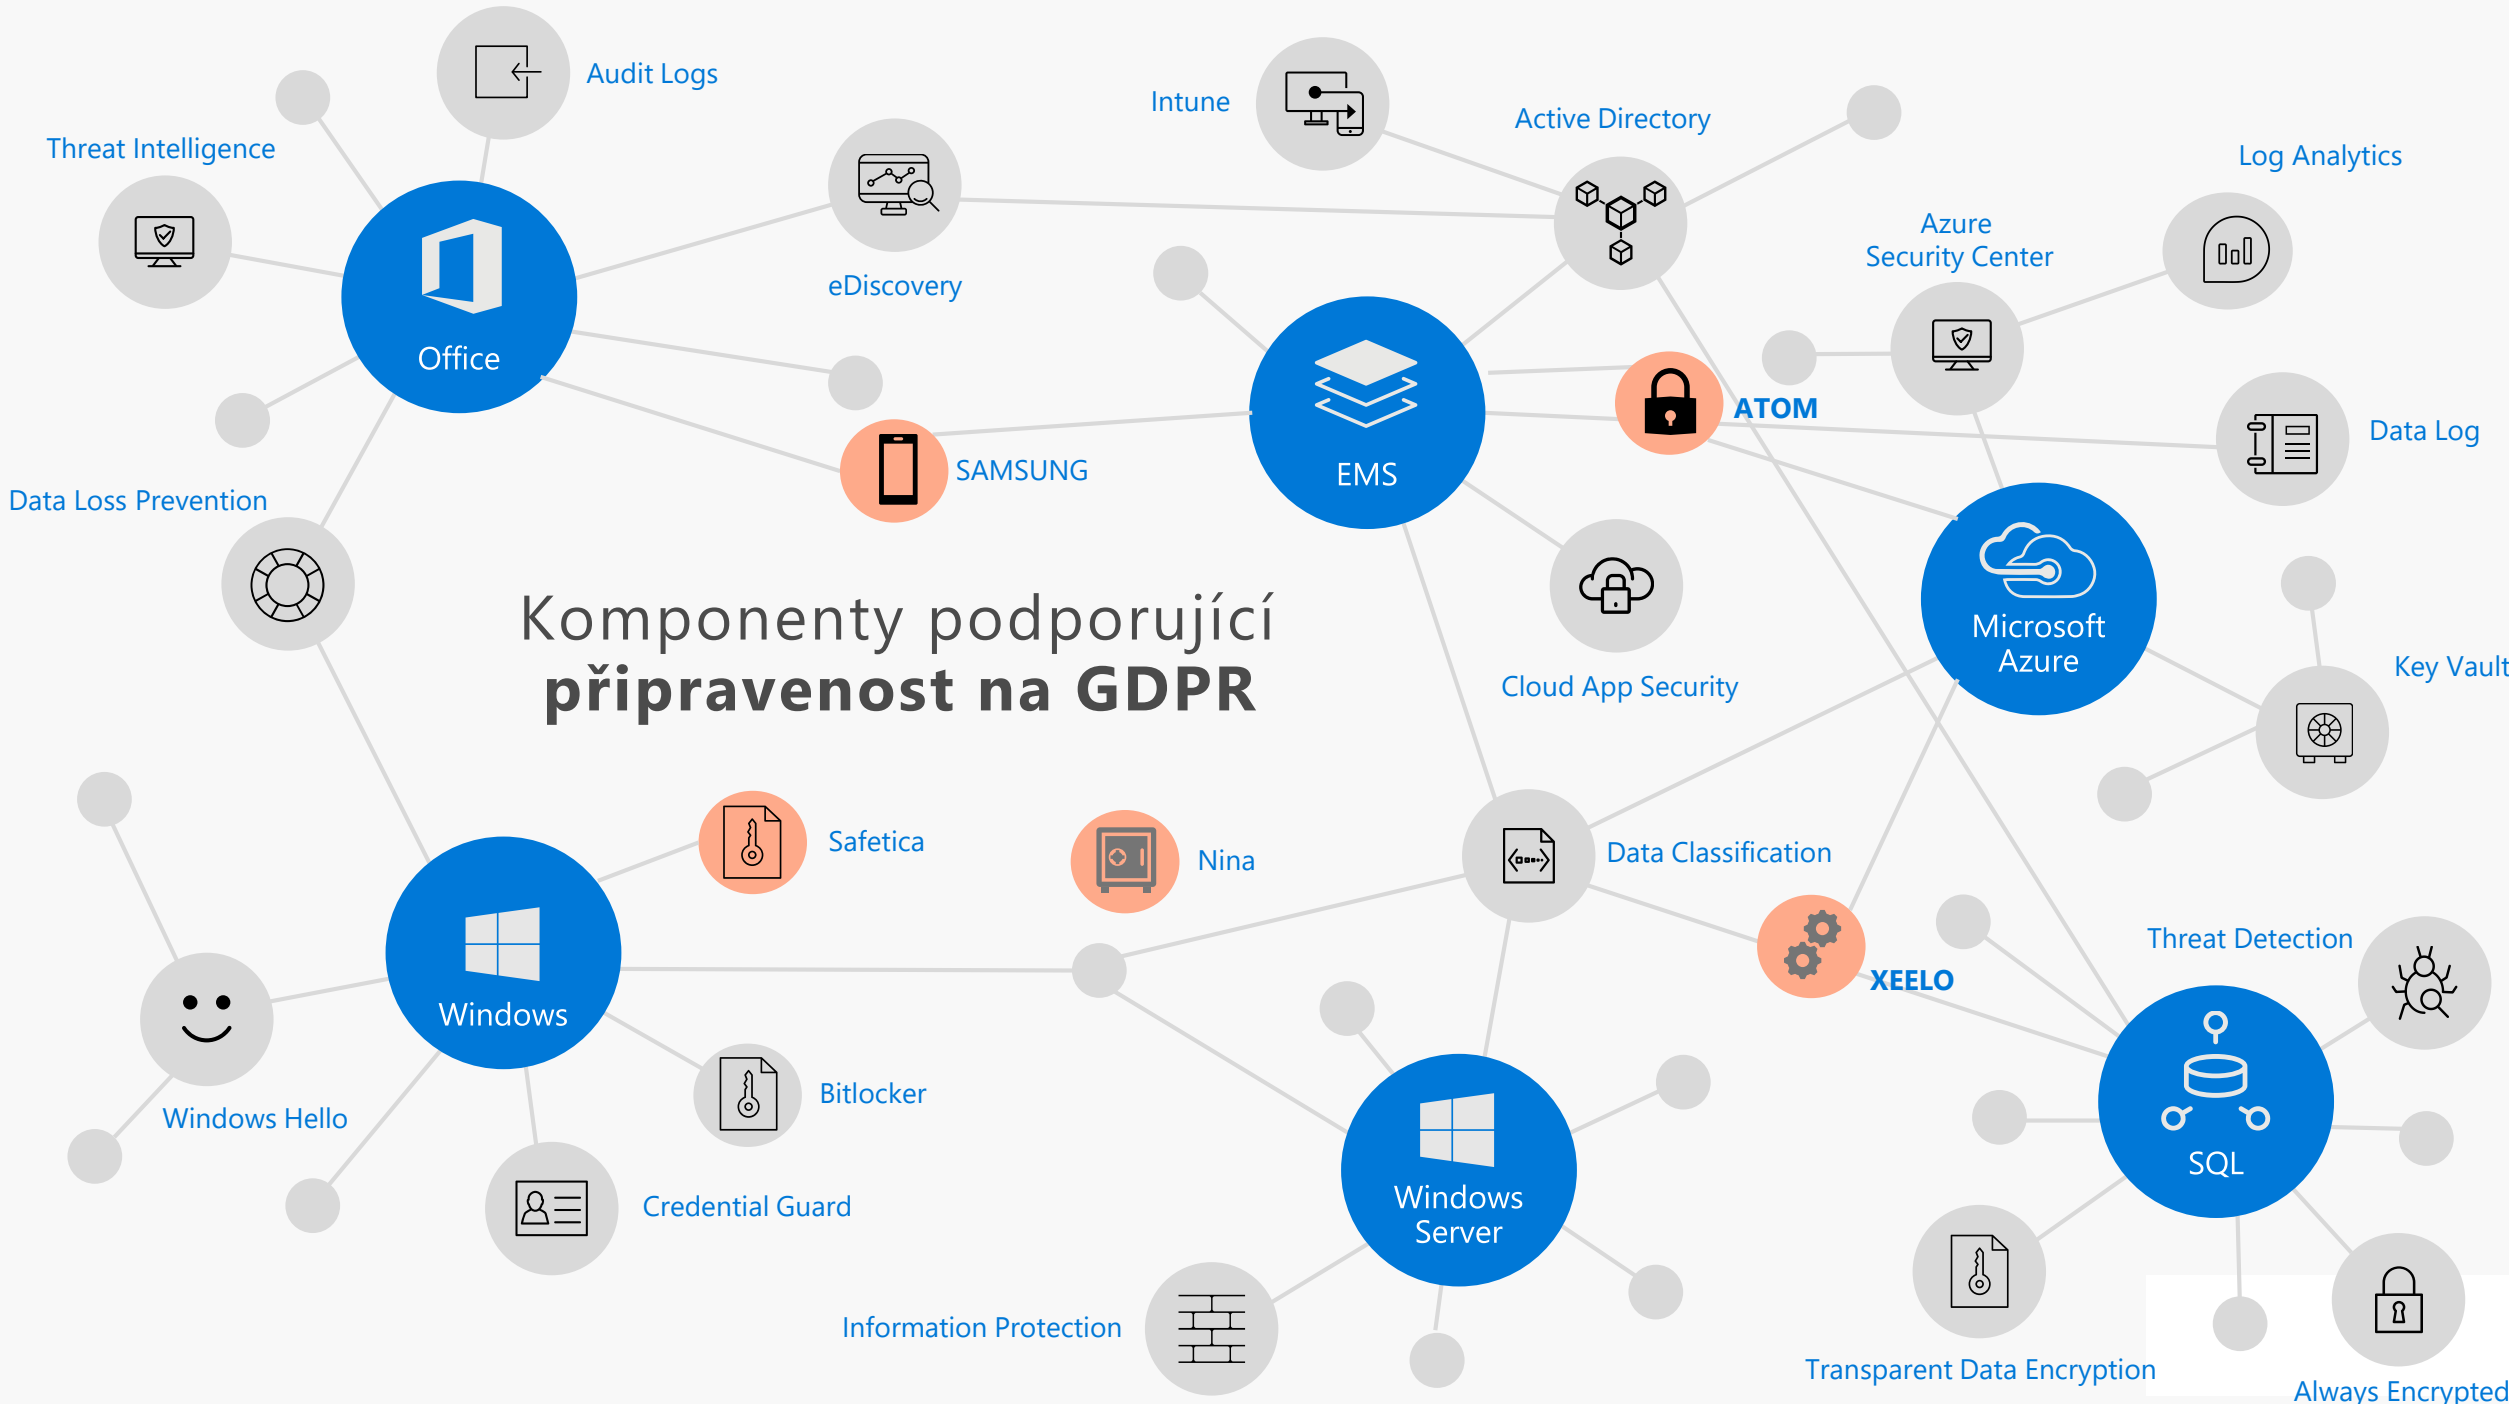 Audit Logs
Intune
Active Directory
Threat Intelligence
Log Analytics
Azure
Security Center
eDiscovery
Office
ATOM
Data Log
SAMSUNG
EMS
Data Loss Prevention
Komponenty podporující
připravenost na GDPR
Microsoft
Azure
Key Vault
Cloud App Security
Safetica
Nina
Data Classification
Threat Detection
XEELO
Windows
Bitlocker
Windows Hello
SQL
Credential Guard
Windows
Server
Information Protection
Transparent Data Encryption
Always Encrypted